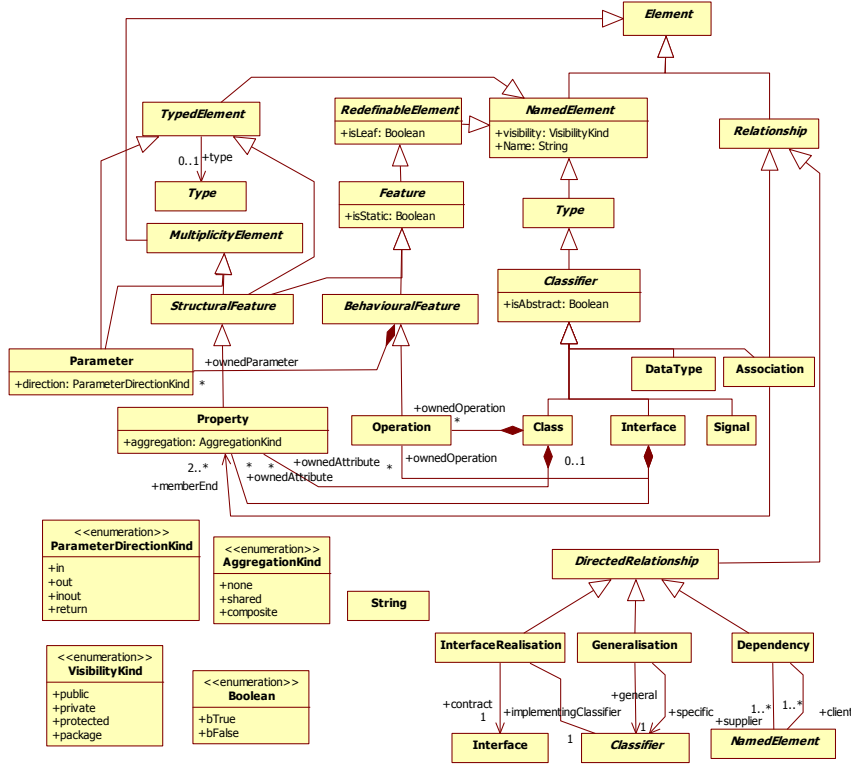 Element
TypedElement
RedefinableElement
+isLeaf: Boolean
NamedElement
+visibility: VisibilityKind
+Name: String
Relationship
0..1
+type
Type
Feature
+isStatic: Boolean
Type
MultiplicityElement
Classifier
+isAbstract: Boolean
StructuralFeature
BehaviouralFeature
Parameter
+direction: ParameterDirectionKind
*
+ownedParameter
DataType
Association
Property
+aggregation: AggregationKind
Operation
+ownedOperation
*
Class
Interface
Signal
2..*
+memberEnd
*
*
+ownedAttribute
+ownedAttribute
*
+ownedOperation
0..1
<<enumeration>>
ParameterDirectionKind
+in
+out
+inout
+return
<<enumeration>>
AggregationKind
+none
+shared
+composite
String
DirectedRelationship
InterfaceRealisation
Generalisation
Dependency
<<enumeration>>
VisibilityKind
+public
+private
+protected
+package
<<enumeration>>
Boolean
+bTrue
+bFalse
+contract
1
+implementingClassifier
1
+general
1
+specific
1..*
+supplier
1..*
+client
Interface
Classifier
NamedElement